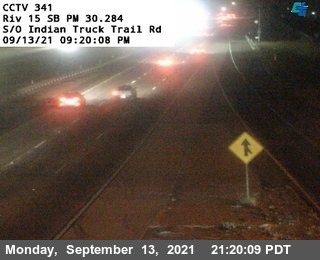 CCTV 341
Riv 15 SB PM 30.284
S/O Indian Truck Trail Rd
09/13/21 09:20:08 PM
Monday, September 13, 2021 21:20:09 PDT